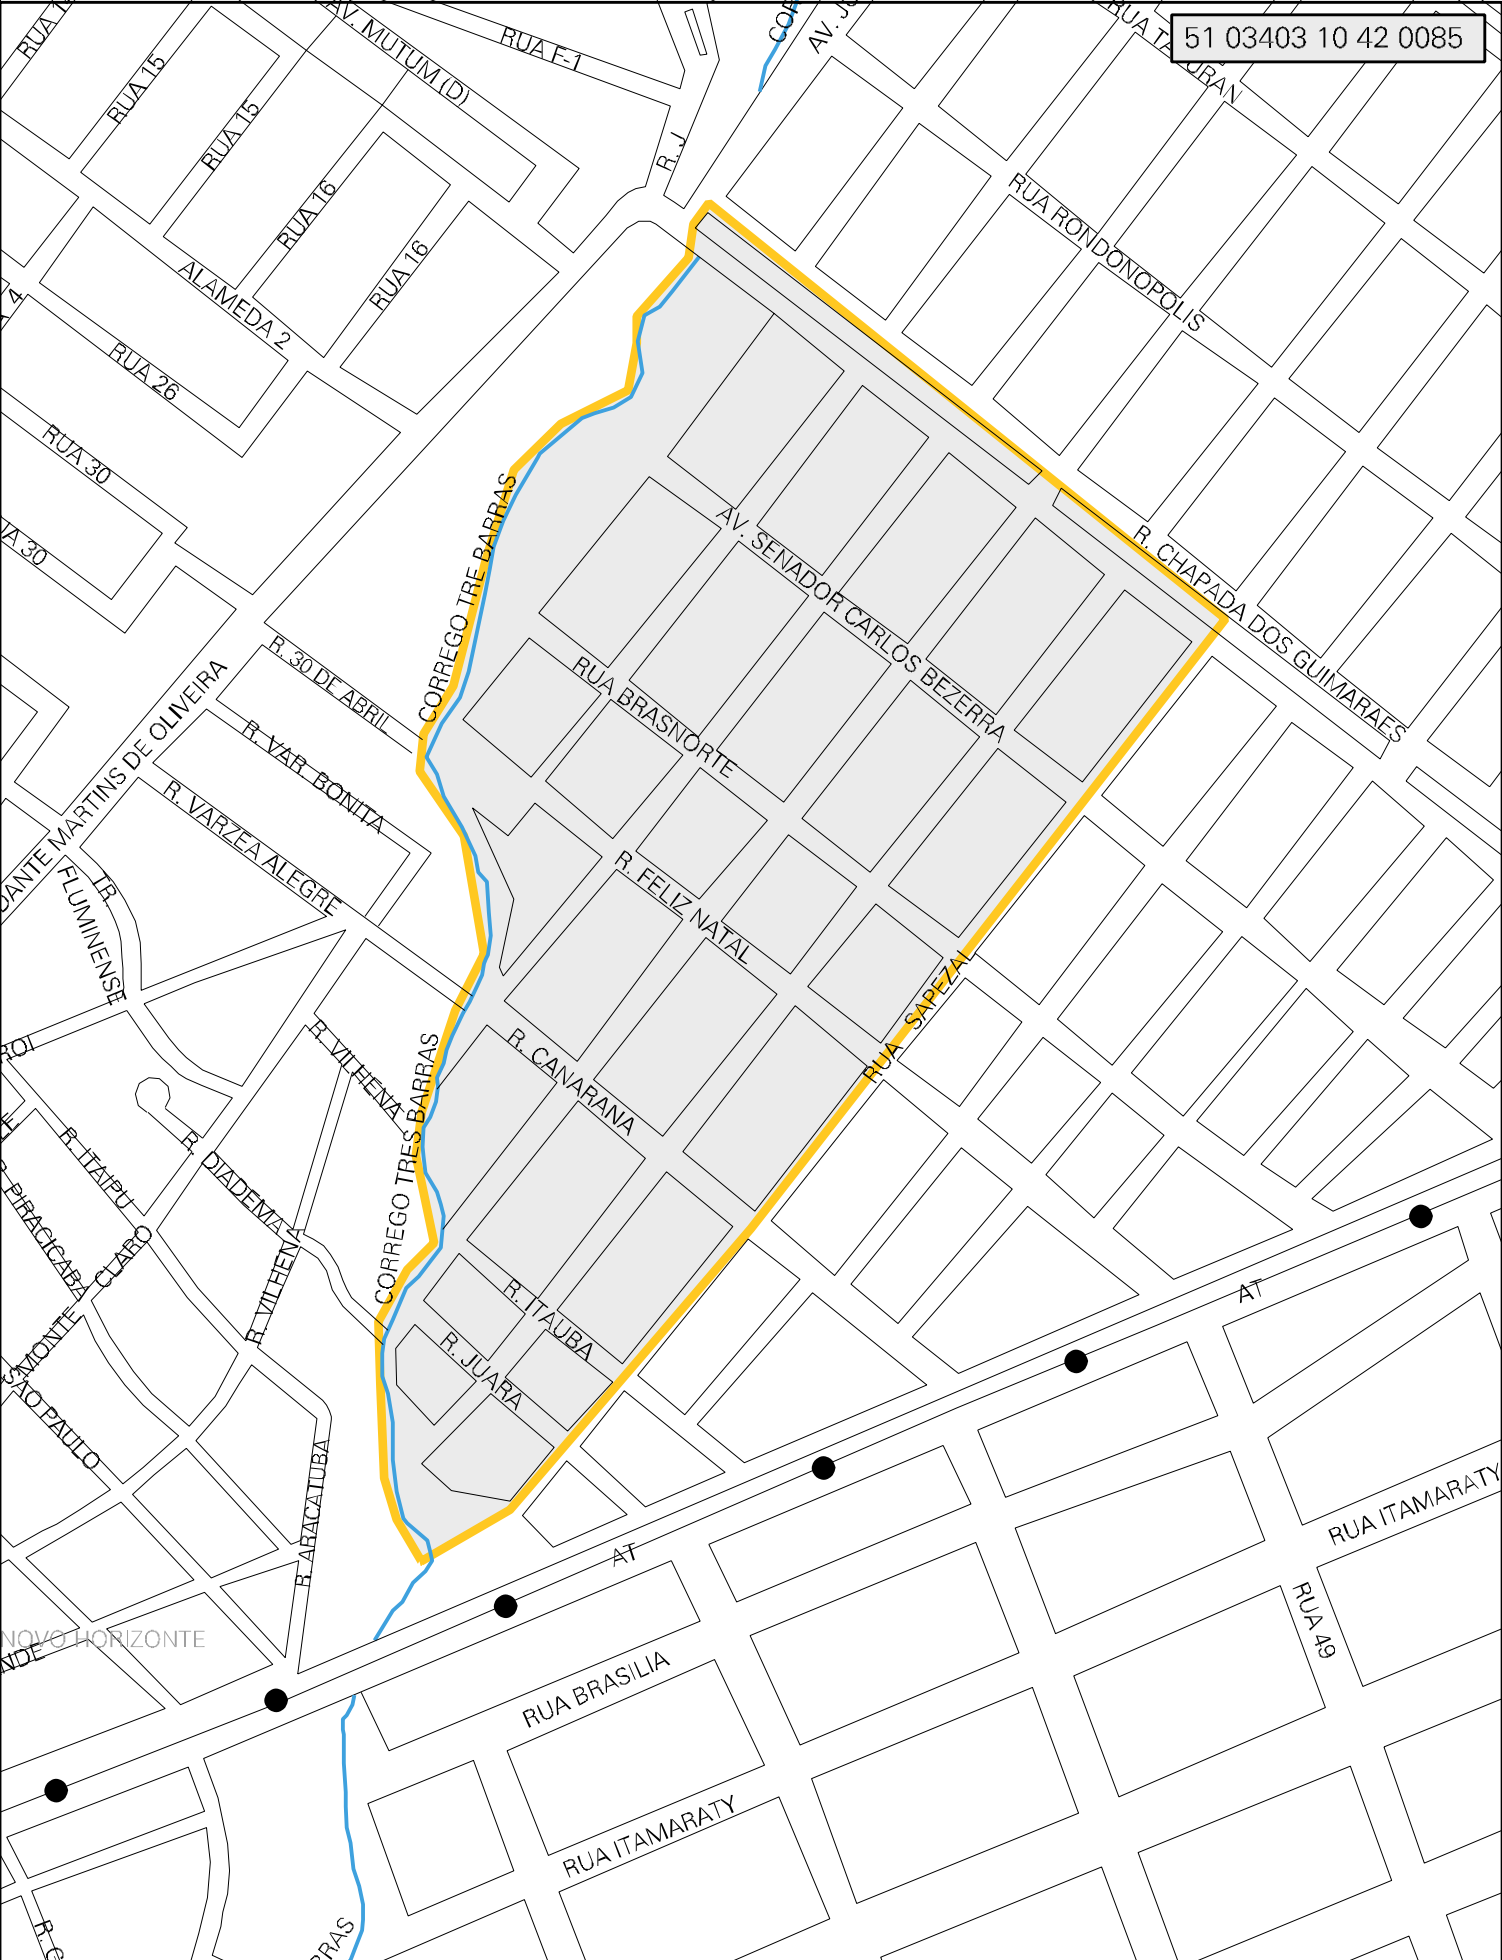 51 03403 10 42 0085
AV. MUTUM (D)
RUA F-1
RUA 15
RUA 15
R. J
RUA 16
RUA 16
RUA RONDONOPOLIS
ALAMEDA 2
RUA 26
RUA 30
R. CHAPADA DOS GUIMARAES
AV. SENADOR CARLOS BEZERRA
CORREGO TRE BARRAS
RUA BRASNORTE
R. 30 DE ABRIL
DANTE MARTINS DE OLIVEIRA
R. VAR. BONITA
R. VARZEA ALEGRE
TR.
FLUMINENSE
R. FELIZ NATAL
RUA SAPEZAL
R. CANARANA
R. VILHENA
CORREGO TRES BARRAS
R. ITAIPU
R. DIADEMA
PIRACICABA
MONTE CLARO
R. VILHENA
R. ITAUBA
R. JUARA
SAO PAULO
R. ARACATUBA
AT
AT
RUA ITAMARATY
RUA 49
NOVO HORIZONTE
RUA BRASILIA
RUA ITAMARATY